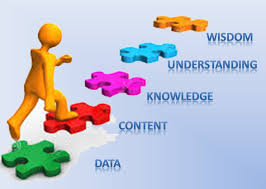 WISDOM
UNDERSTANDING
KNOWLEDGE
CONTENT
DATA